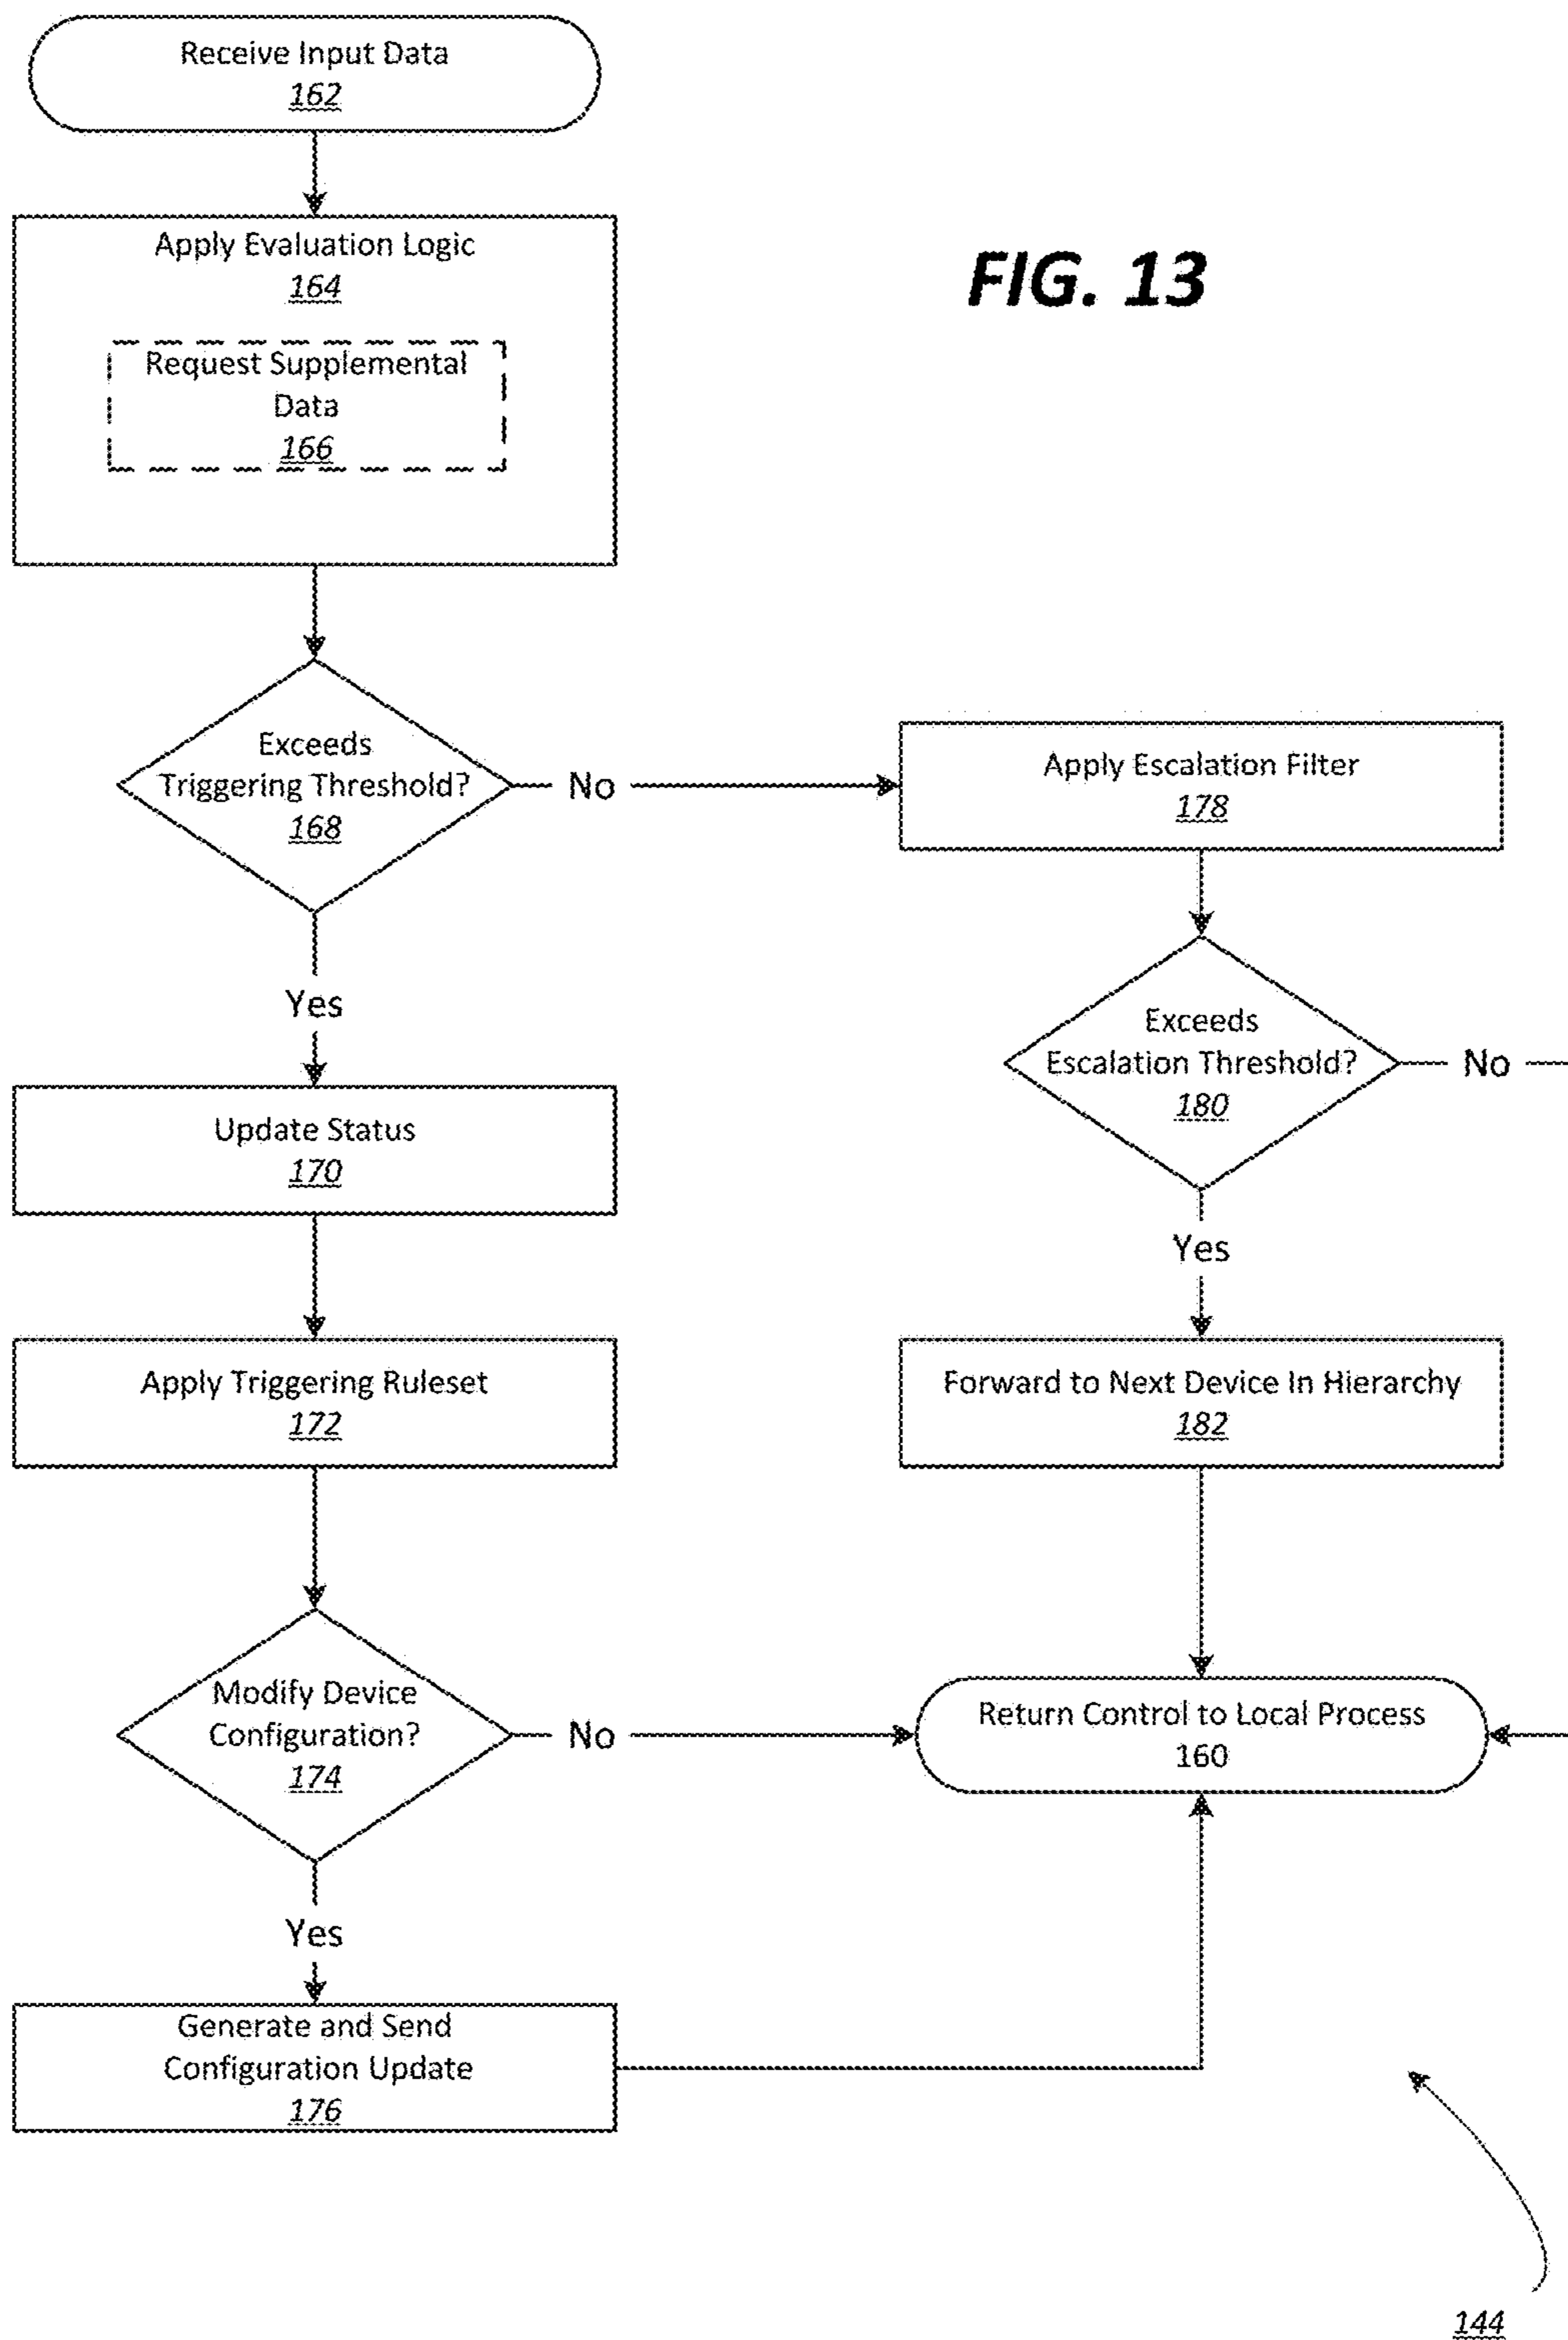 Receive Input Data
162
Apply Evaluation Logic
164
Request Supplemental
Data
166
FIG. 13
Exceeds
Triggering Threshold?
168
No
Apply Escalation Filter
178
Yes
Exceeds
Escalation Threshold?
180
No
Update Status
170
Yes
Apply Triggering Ruleset
172
Forward to Next Device In Hierarchy
182
Modify Device
Configuration?
174
No
Return Control to Local Process
160
Yes
Generate and Send
Configuration Update
176
144